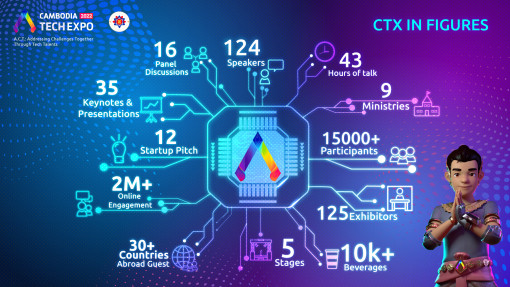 CAMBODIA 2022
TECH EXPO
A.C.T: Addressing Challenges Together
Through Tech Talents
CTX IN FIGURES
16
Panel
Discussions
124
Speakers
43
Hours of talk
35
Keynotes &
Presentations
9
Ministries
12
Startup Pitch
15000+
Participants
2M+
Online
Engagement
125 Exhibitors
30+
Countries
Abroad Guest
5
Stages
10k+
Beverages